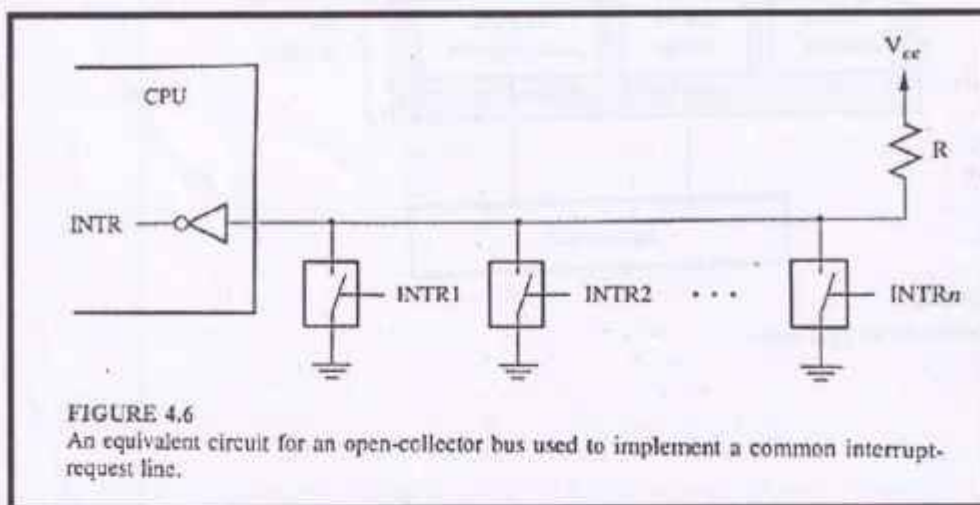 Vcc
CPU
R
INTR
INTR1
INTR2
. . .
INTRn
FIGURE 4.6
An equivalent circuit for an open-collector bus used to implement a common interrupt-
request line.